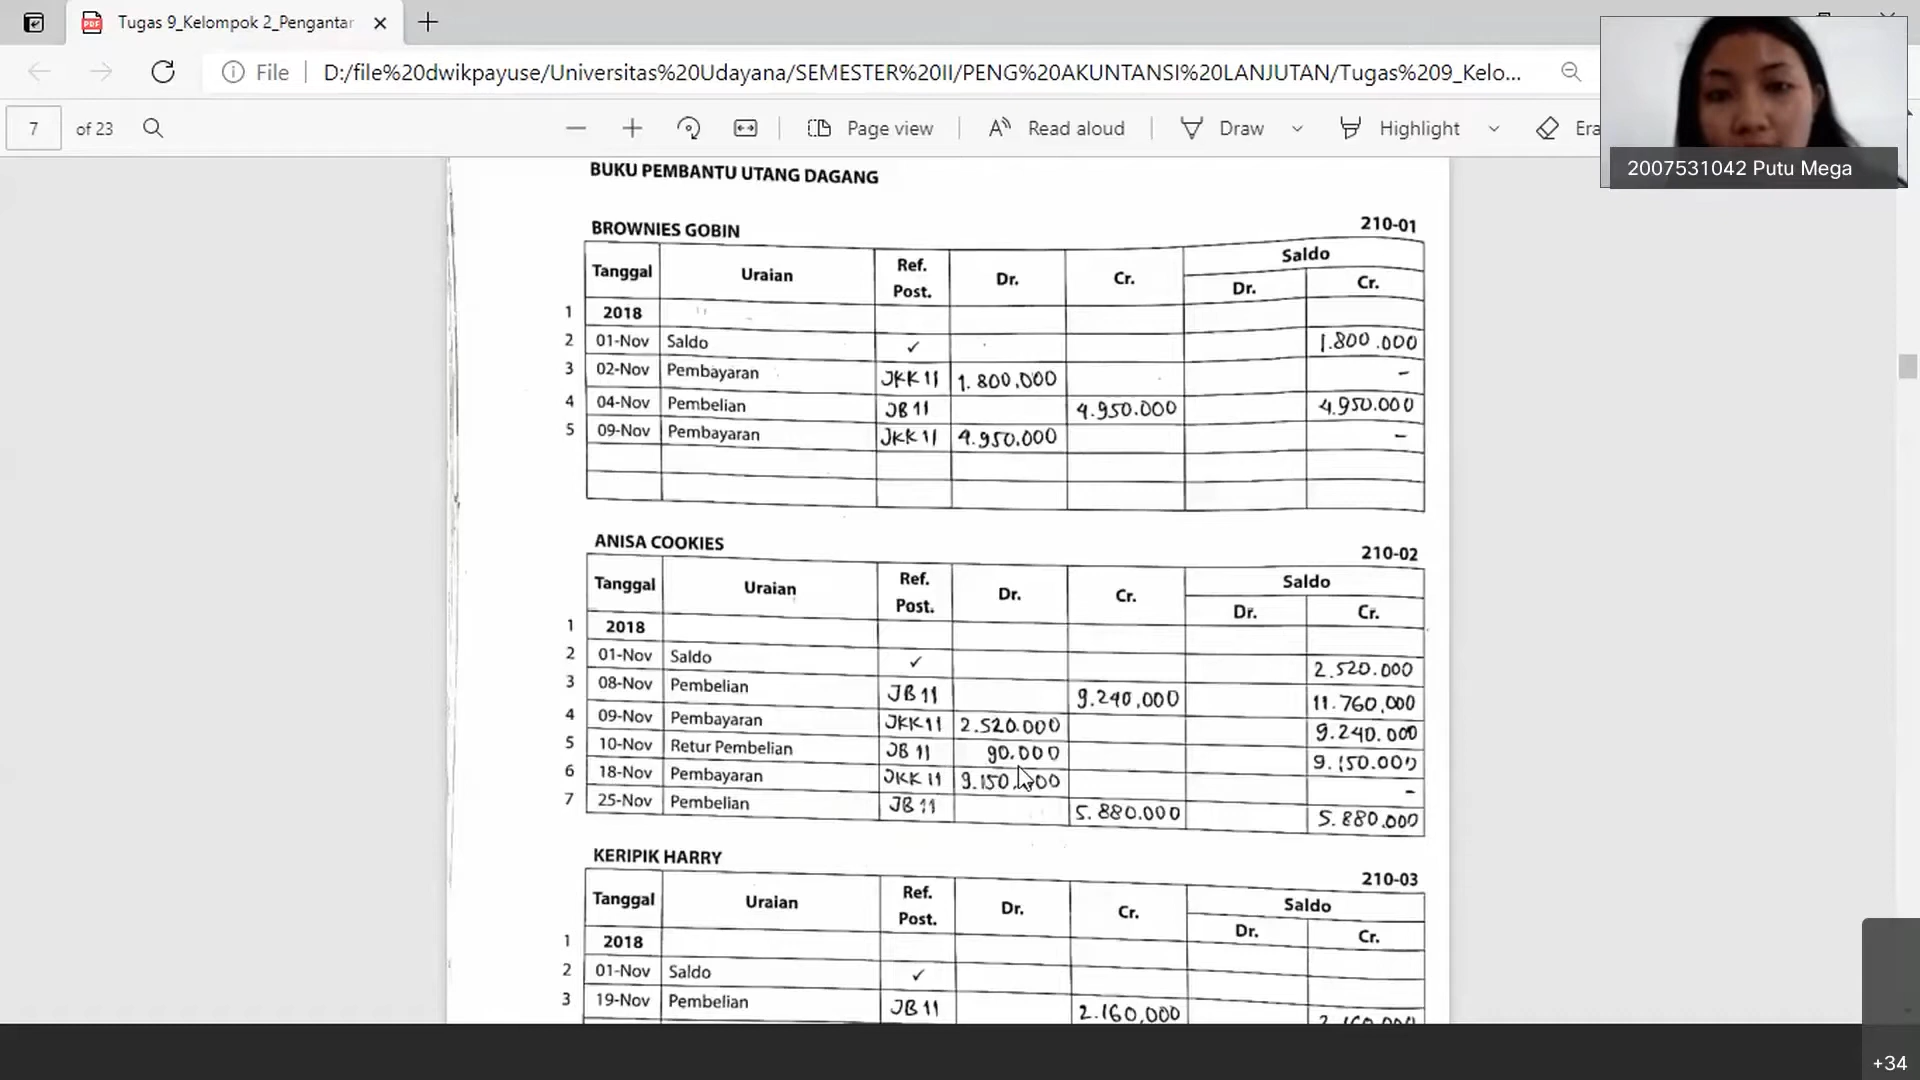 Tugas 9_Kelompok 2_Pengantar
File D:/file%20dwikpayuse/Universitas%20Udayana/SEMESTER%20II/PENG%20AKUNTANSI%20LANJUTAN/Tugas%209_Kelo...
7 of 23 Page view Read aloud Draw Highlight Era
2007531042 Putu Mega
BUKU PEMBANTU UTANG DAGANG
BROWNIES GOBIN 210-01
Tanggal Uraian Ref. Post. Dr. Cr. Saldo
Dr. Cr.
1 2018
2 01-Nov Saldo ✓ 1.800.000
3 02-Nov Pembayaran JKK 11 1.800,000 -
4 04-Nov Pembelian JB 11 4.950.000 4.950.000
5 09-Nov Pembayaran JKK 11 4.950.000 -
ANISA COOKIES 210-02
Tanggal Uraian Ref. Post. Dr. Cr. Saldo
Dr. Cr.
1 2018
2 01-Nov Saldo ✓ 2.520.000
3 08-Nov Pembelian JB 11 9.240,000 11.760,000
4 09-Nov Pembayaran JKK 11 2.520.000 9.240.000
5 10-Nov Retur Pembelian JB 11 90.000 9.150.000
6 18-Nov Pembayaran JKK 11 9.150.000 -
7 25-Nov Pembelian JB 11 5.880.000 5.880.000
KERIPIK HARRY 210-03
Tanggal Uraian Ref. Post. Dr. Cr. Saldo
Dr. Cr.
1 2018
2 01-Nov Saldo ✓
3 19-Nov Pembelian JB 11 2.160,000
+34